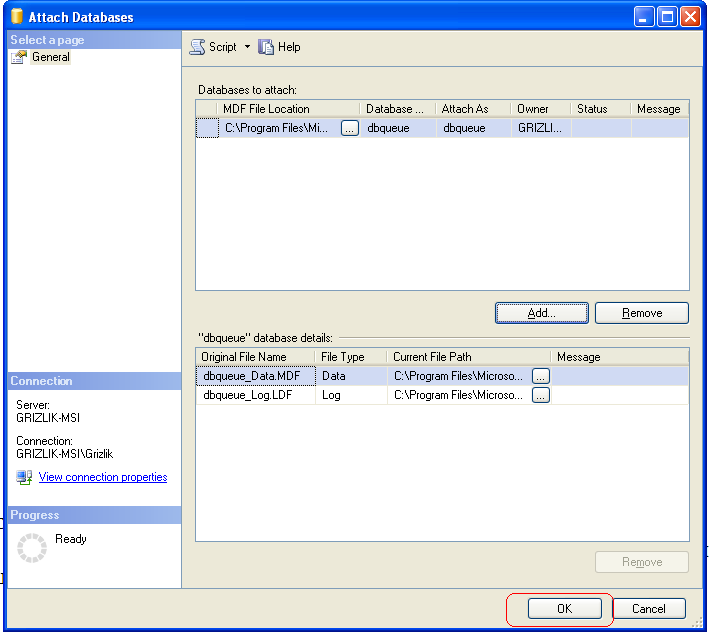 Attach Databases
Select a page
General
Script Help
Databases to attach:
MDF File Location Database ... Attach As Owner Status Message
C:\Program Files\Mi... ... dbqueue dbqueue GRIZLI...
Add... Remove
"dbqueue" database details:
Original File Name File Type Current File Path Message
dbqueue_Data.MDF Data C:\Program Files\Microso... ...
dbqueue_Log.LDF Log C:\Program Files\Microso... ...
Remove
Connection
Server:
GRIZLIK-MSI
Connection:
GRIZLIK-MSI\Grizlik
View connection properties
Progress
Ready
OK Cancel